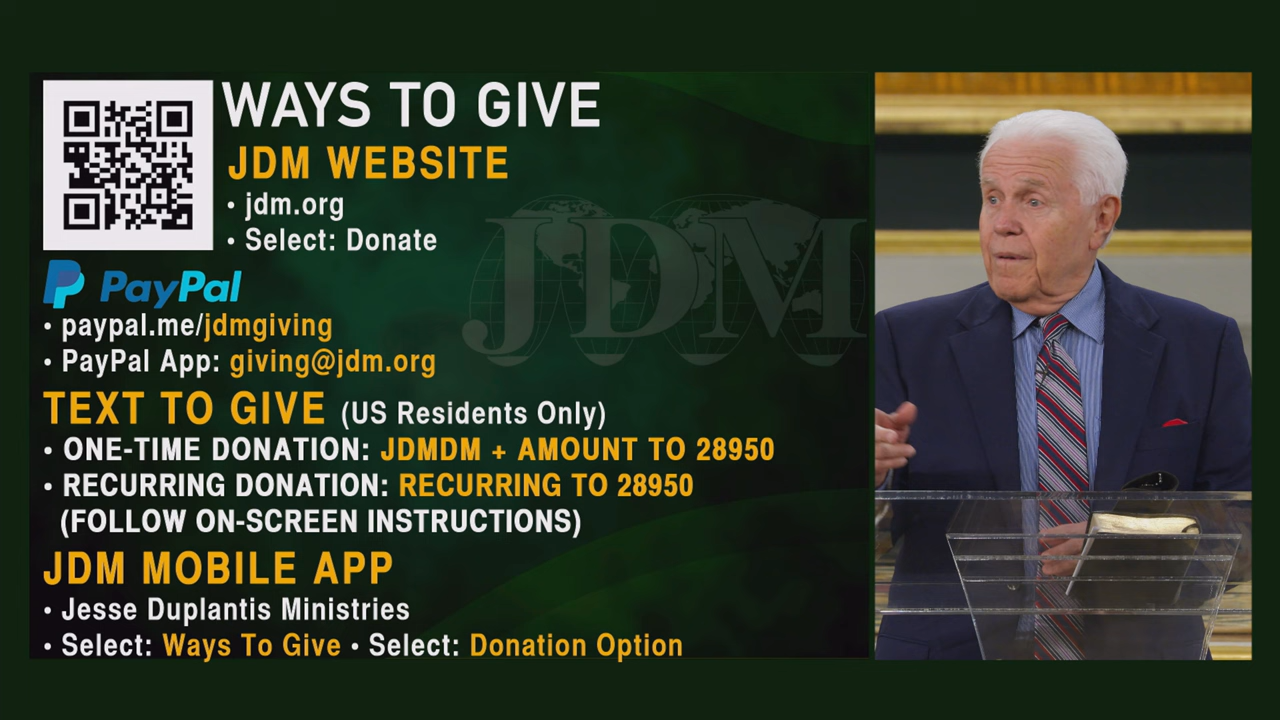 WAYS TO GIVE
JDM WEBSITE
• jdm.org
• Select: Donate
JDM
PayPal
• paypal.me/jdmgiving
• PayPal App: giving@jdm.org
TEXT TO GIVE (US Residents Only)
• ONE-TIME DONATION: JDMDM + AMOUNT TO 28950
• RECURRING DONATION: RECURRING TO 28950
(FOLLOW ON-SCREEN INSTRUCTIONS)
JDM MOBILE APP
• Jesse Duplantis Ministries
• Select: Ways To Give • Select: Donation Option